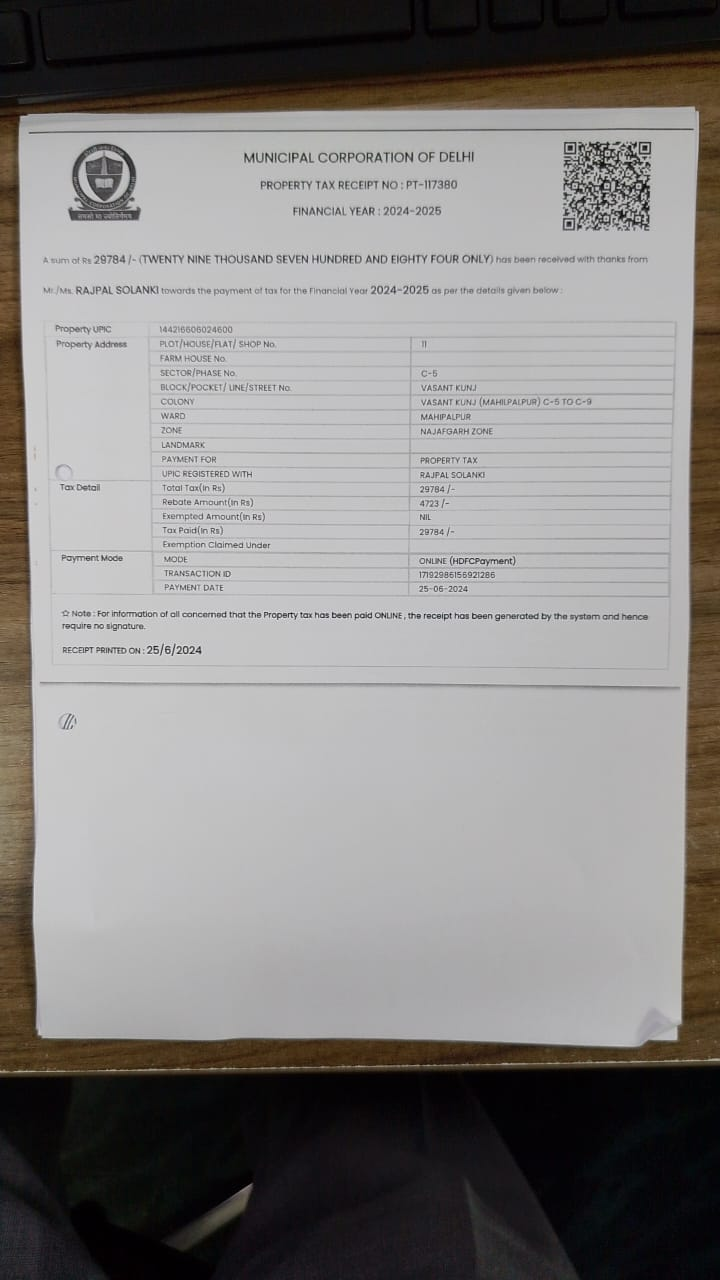 MUNICIPAL CORPORATION OF DELHI
PROPERTY TAX RECEIPT NO : PT-117380
FINANCIAL YEAR : 2024-2025
A sum of Rs 29784 /- (TWENTY NINE THOUSAND SEVEN HUNDRED AND EIGHTY FOUR ONLY) has been received with thanks from
Mr./Ms. RAJPAL SOLANKI towards the payment of tax for the Financial Year 2024-2025 as per the details given below :
Property UPIC 144216606024600
Property Address PLOT/HOUSE/FLAT/ SHOP No. 11
FARM HOUSE No.
SECTOR/PHASE No. C-5
BLOCK/POCKET/ LINE/STREET No. VASANT KUNJ
COLONY VASANT KUNJ (MAHILPALPUR) C-5 TO C-9
WARD MAHIPALPUR
ZONE NAJAFGARH ZONE
LANDMARK
PAYMENT FOR PROPERTY TAX
UPIC REGISTERED WITH RAJPAL SOLANKI
Tax Detail Total Tax(In Rs) 29784 /-
Rebate Amount(In Rs) 4723 /-
Exempted Amount(In Rs) NIL
Tax Paid(In Rs) 29784 /-
Exemption Claimed Under
Payment Mode MODE ONLINE (HDFCPayment)
TRANSACTION ID 17192986156921286
PAYMENT DATE 25-06-2024
☆ Note : For information of all concerned that the Property tax has been paid ONLINE , the receipt has been generated by the system and hence
require no signature.
RECEIPT PRINTED ON : 25/6/2024